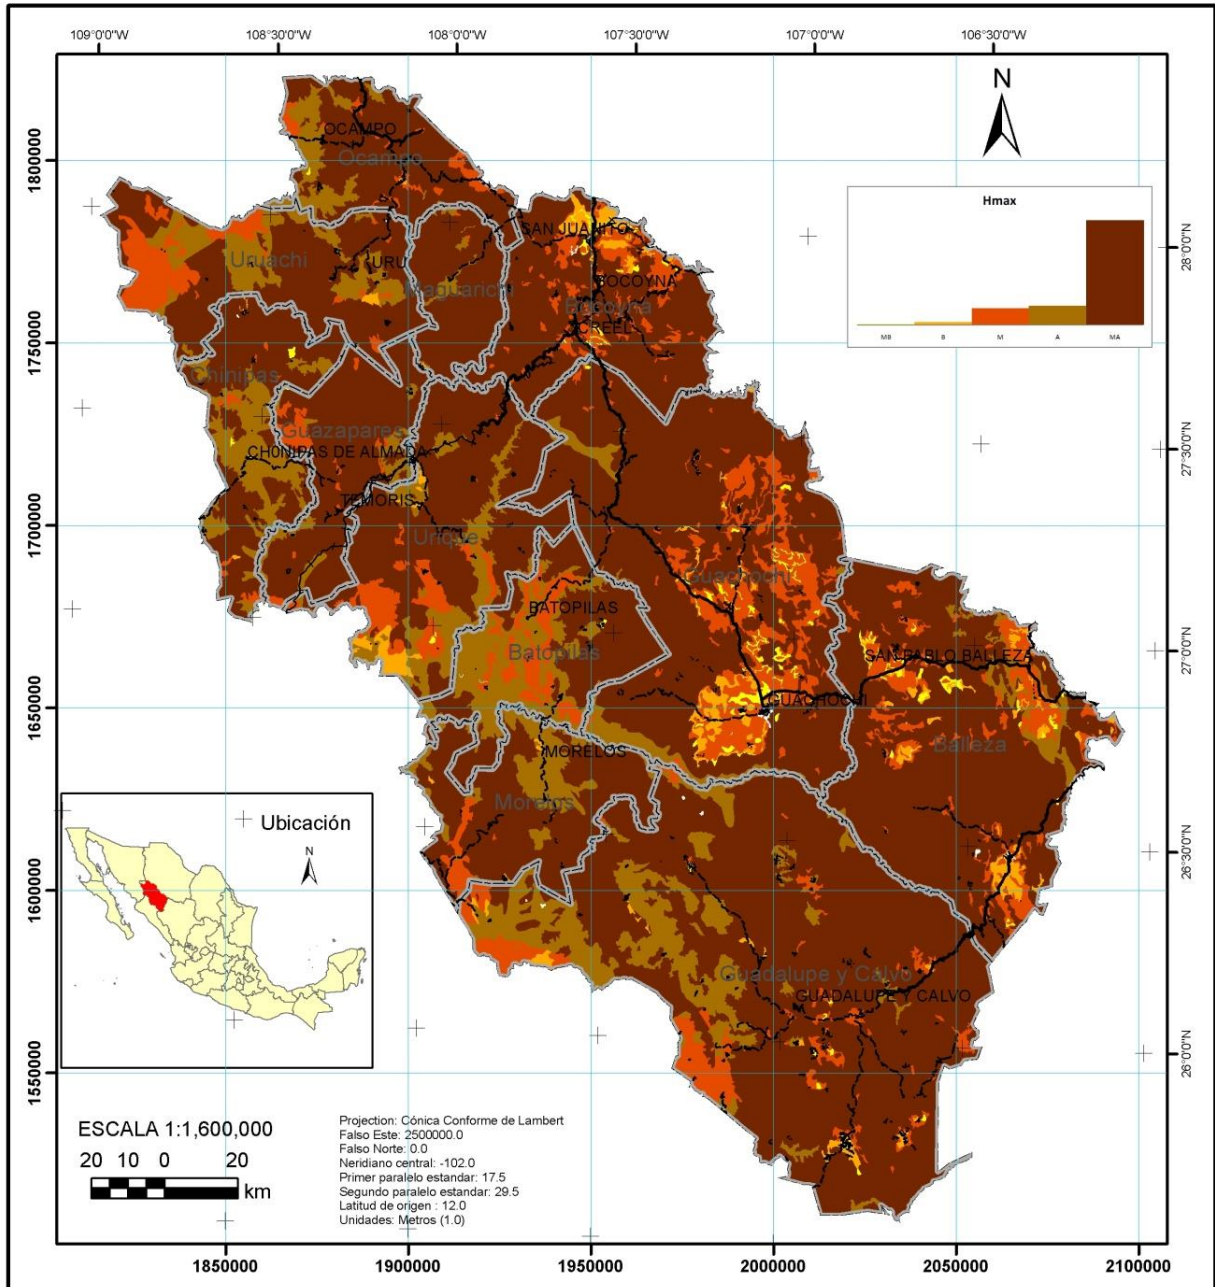 109°0'0"W 108°30'0"W 108°0'0"W 107°30'0"W 107°0'0"W 106°30'0"W
N
Hmax
MB B M A MA
OCAMPO
Ocampo
SAN JUANITO
Uruachi
URU
Maguarichi
BOCOYNA
Bocoyna
CREEL
Chinipas
Guazapares
CH0NIPAS DE ALMADA
TEMORIS
Urique
Guachochi
BATOPILAS
Batopilas
SAN PABLO BALLEZA
GUACHOCHI
Balleza
MORELOS
Morelos
Guadalupe y Calvo
GUADALUPE Y CALVO
1800000
1750000
1700000
1650000
1600000
1550000
28°0'0"N
27°30'0"N
27°0'0"N
26°30'0"N
26°0'0"N
Ubicación
N
ESCALA 1:1,600,000
20 10 0 20
km
Projection: Cónica Conforme de Lambert
Falso Este: 2500000.0
Falso Norte: 0.0
Neridiano central: -102.0
Primer paralelo estandar: 17.5
Segundo paralelo estandar: 29.5
Latitud de origen : 12.0
Unidades: Metros (1.0)
1850000 1900000 1950000 2000000 2050000 2100000